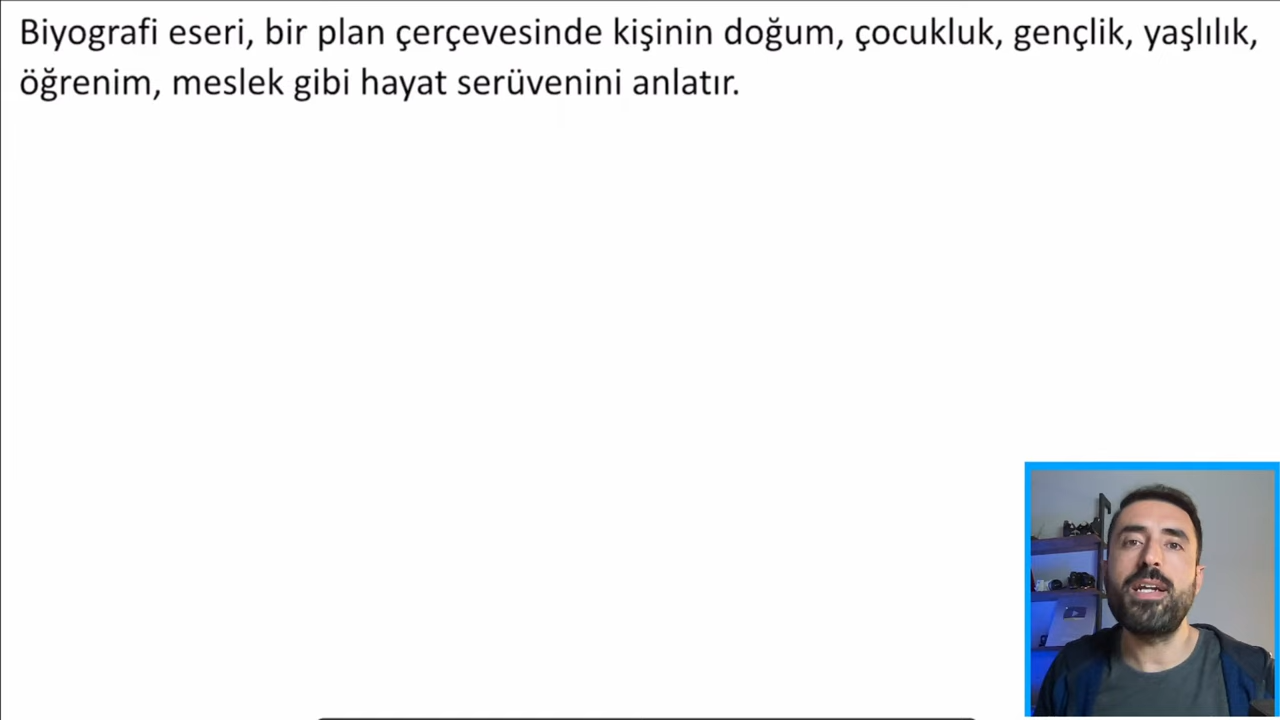 Biyografi eseri, bir plan çerçevesinde kişinin doğum, çocukluk, gençlik, yaşlılık,
öğrenim, meslek gibi hayat serüvenini anlatır.